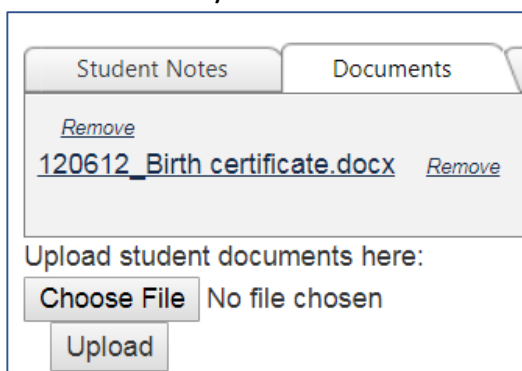 Student Notes Documents
Remove
120612_Birth certificate.docx Remove
Upload student documents here:
Choose File No file chosen
Upload